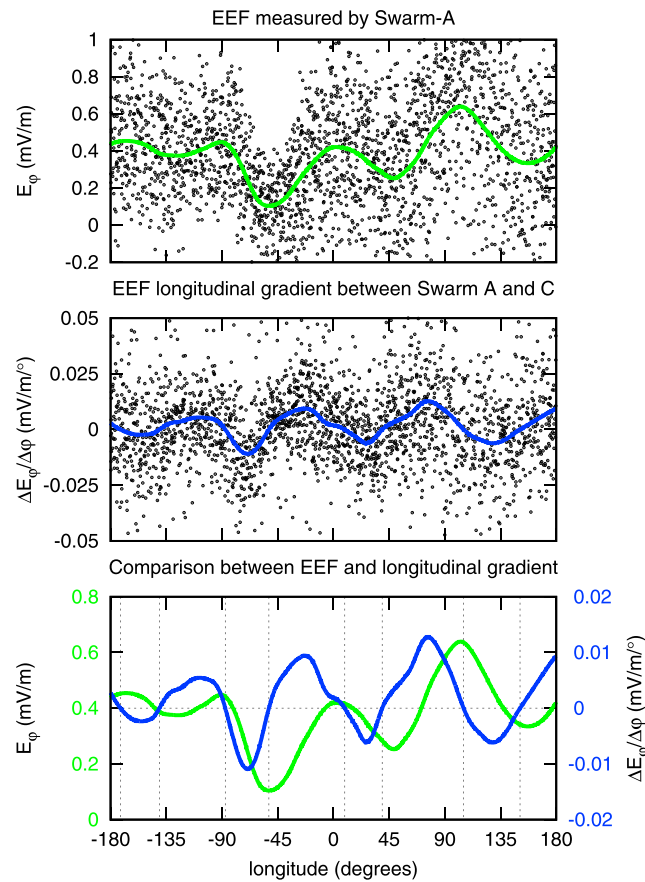 EEF measured by Swarm-A
1
0.8
0.6
0.4
0.2
0
-0.2
Eφ (mV/m)
EEF longitudinal gradient between Swarm A and C
0.05
0.025
0
-0.025
-0.05
ΔEφ/Δφ (mV/m/°)
Comparison between EEF and longitudinal gradient
0.8 0.02
0.6 0.01
0.4 0
0.2 -0.01
0 -0.02
Eφ (mV/m)
ΔEφ/Δφ (mV/m/°)
-180 -135 -90 -45 0 45 90 135 180
longitude (degrees)